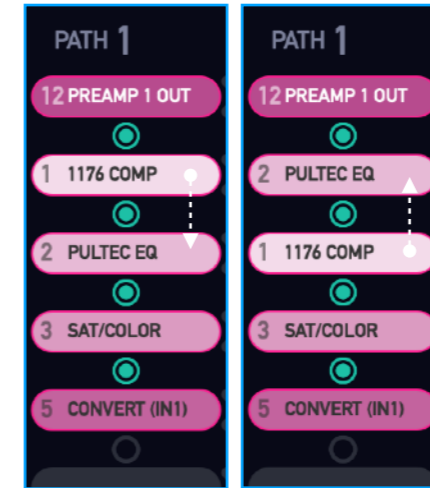 PATH 1
12 PREAMP 1 OUT
1 1176 COMP
2 PULTEC EQ
3 SAT/COLOR
5 CONVERT (IN1)
PATH 1
12 PREAMP 1 OUT
2 PULTEC EQ
1 1176 COMP
3 SAT/COLOR
5 CONVERT (IN1)